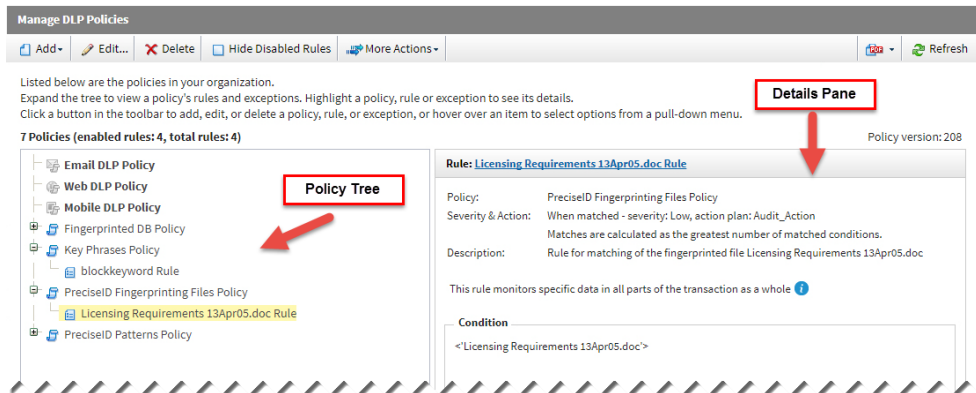 Manage DLP Policies
Add Edit... Delete Hide Disabled Rules More Actions PDF Refresh
Listed below are the policies in your organization.
Expand the tree to view a policy's rules and exceptions. Highlight a policy, rule or exception to see its details.
Click a button in the toolbar to add, edit, or delete a policy, rule, or exception, or hover over an item to select options from a pull-down menu.
Details Pane
7 Policies (enabled rules: 4, total rules: 4)
Policy version: 208
Email DLP Policy
Web DLP Policy
Mobile DLP Policy
Fingerprinted DB Policy
Key Phrases Policy
blockkeyword Rule
PreciseID Fingerprinting Files Policy
Licensing Requirements 13Apr05.doc Rule
PreciseID Patterns Policy
Policy Tree
Rule: Licensing Requirements 13Apr05.doc Rule
Policy: PreciseID Fingerprinting Files Policy
Severity & Action: When matched - severity: Low, action plan: Audit_Action
Matches are calculated as the greatest number of matched conditions.
Description: Rule for matching of the fingerprinted file Licensing Requirements 13Apr05.doc
This rule monitors specific data in all parts of the transaction as a whole
Condition
<'Licensing Requirements 13Apr05.doc'>